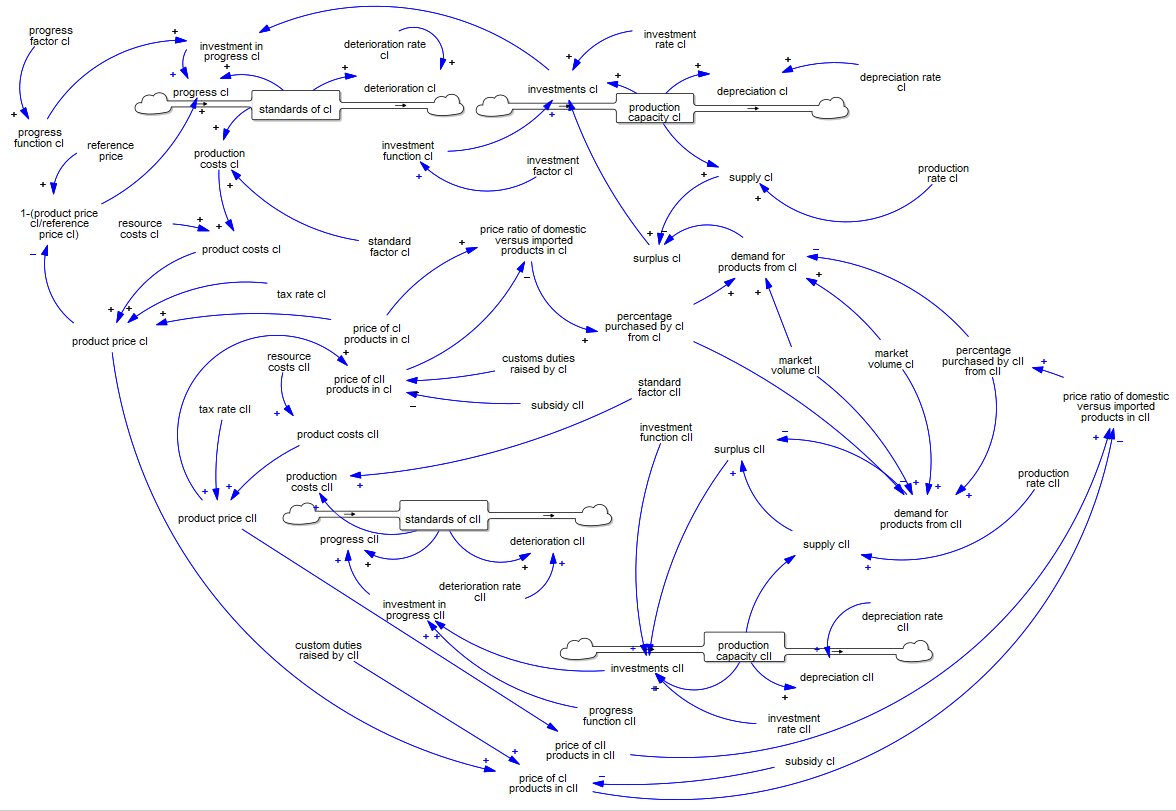 progress
factor cI
investment in
progress cI
deterioration rate
cI
investment
rate cI
depreciation rate
cI
progress cI
deterioration cI
investments cI
depreciation cI
standards of cI
production
capacity cI
progress
function cI
reference
price
production
costs cI
investment
function cI
investment
factor cI
supply cI
production
rate cI
1-(product price
cI/reference
price cI)
resource
costs cI
product costs cI
standard
factor cI
price ratio of domestic
versus imported
products in cI
surplus cI
demand for
products from cI
tax rate cI
product price cI
price of cI
products in cI
percentage
purchased by cI
from cI
resource
costs cII
price of cII
products in cI
customs duties
raised by cI
standard
factor cII
market
volume cII
market
volume cI
percentage
purchased by cII
from cII
price ratio of domestic
versus imported
products in cII
tax rate cII
subsidy cII
product costs cII
investment
function cII
surplus cII
production
costs cII
production
rate cII
product price cII
standards of cII
demand for
products from cII
progress cII
deterioration cII
supply cII
deterioration rate
cII
investment in
progress cII
depreciation rate
cII
custom duties
raised by cII
production
capacity cII
investments cII
depreciation cII
progress
function cII
investment
rate cII
price of cII
products in cII
subsidy cI
price of cI
products in cII